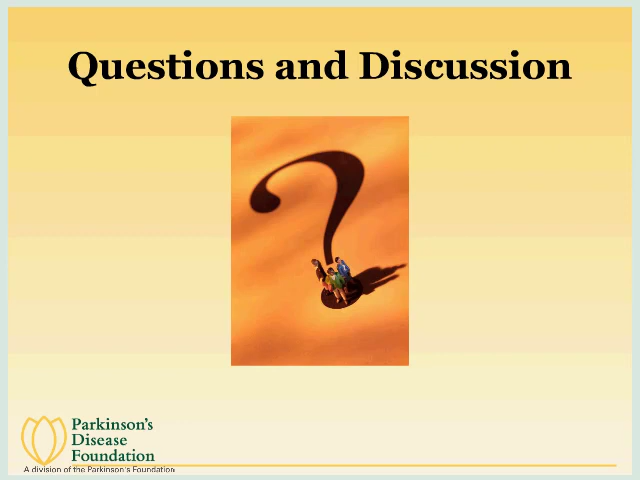 Questions and Discussion
Parkinson's
Disease
Foundation
A division of the Parkinson's Foundation